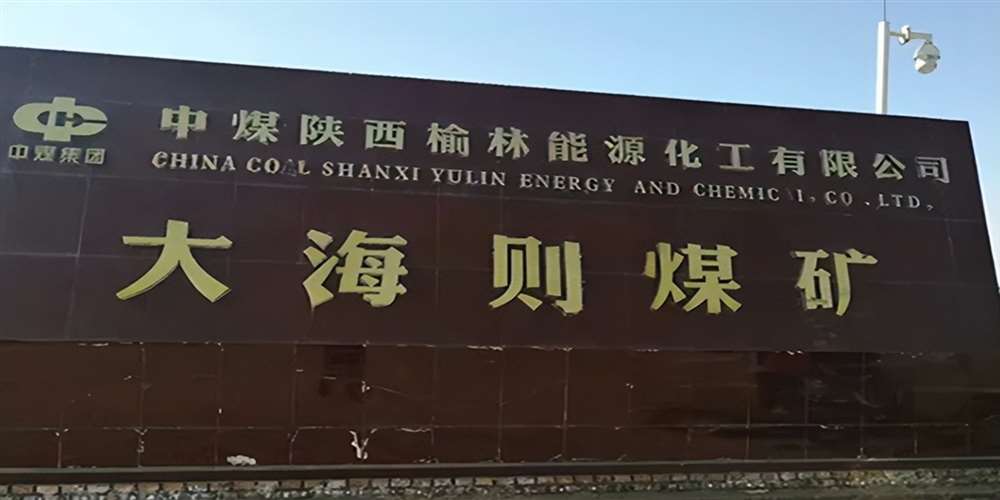 中煤集团
中煤陕西榆林能源化工有限公司
CHINA COAL SHANXI YULIN ENERGY AND CHEMICAI, CO .LTD,
大海则煤矿